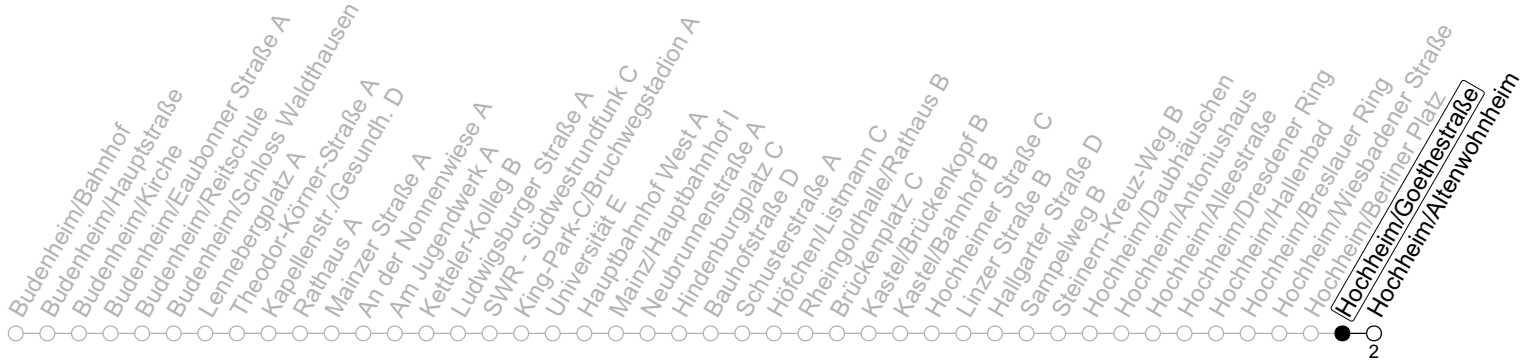 Budenheim/Bahnhof
Budenheim/Hauptstraße
Budenheim/Kirche
Budenheim/Eaubonner Straße A
Budenheim/Reitschule
Budenheim/Schloss Waldthausen
Lennebergplatz A
Theodor-Körner-Straße A
Kapellenstr./Gesundh. D
Rathaus A
Mainzer Straße A
An der Nonnenwiese A
Am Jugendwerk A
Ketteler-Kolleg B
Ludwigsburger Straße A
SWR - Südwestrundfunk C
King-Park-C/Bruchwegstadion A
Universität E
Hauptbahnhof West A
Mainz/Hauptbahnhof I
Neubrunnenstraße A
Hindenburgplatz C
Bauhofstraße D
Schusterstraße A
Höfchen/Listmann C
Rheingoldhalle/Rathaus B
Brückenplatz C
Kastel/Brückenkopf B
Kastel/Bahnhof B
Hochheimer Straße C
Linzer Straße B
Hallgarter Straße D
Sampelweg B
Steinern-Kreuz-Weg B
Hochheim/Daubhäuschen
Hochheim/Antoniushaus
Hochheim/Alleestraße
Hochheim/Dresdener Ring
Hochheim/Hallenbad
Hochheim/Breslauer Ring
Hochheim/Wiesbadener Straße
Hochheim/Berliner Platz
Hochheim/Goethestraße
Hochheim/Altenwohnheim
2